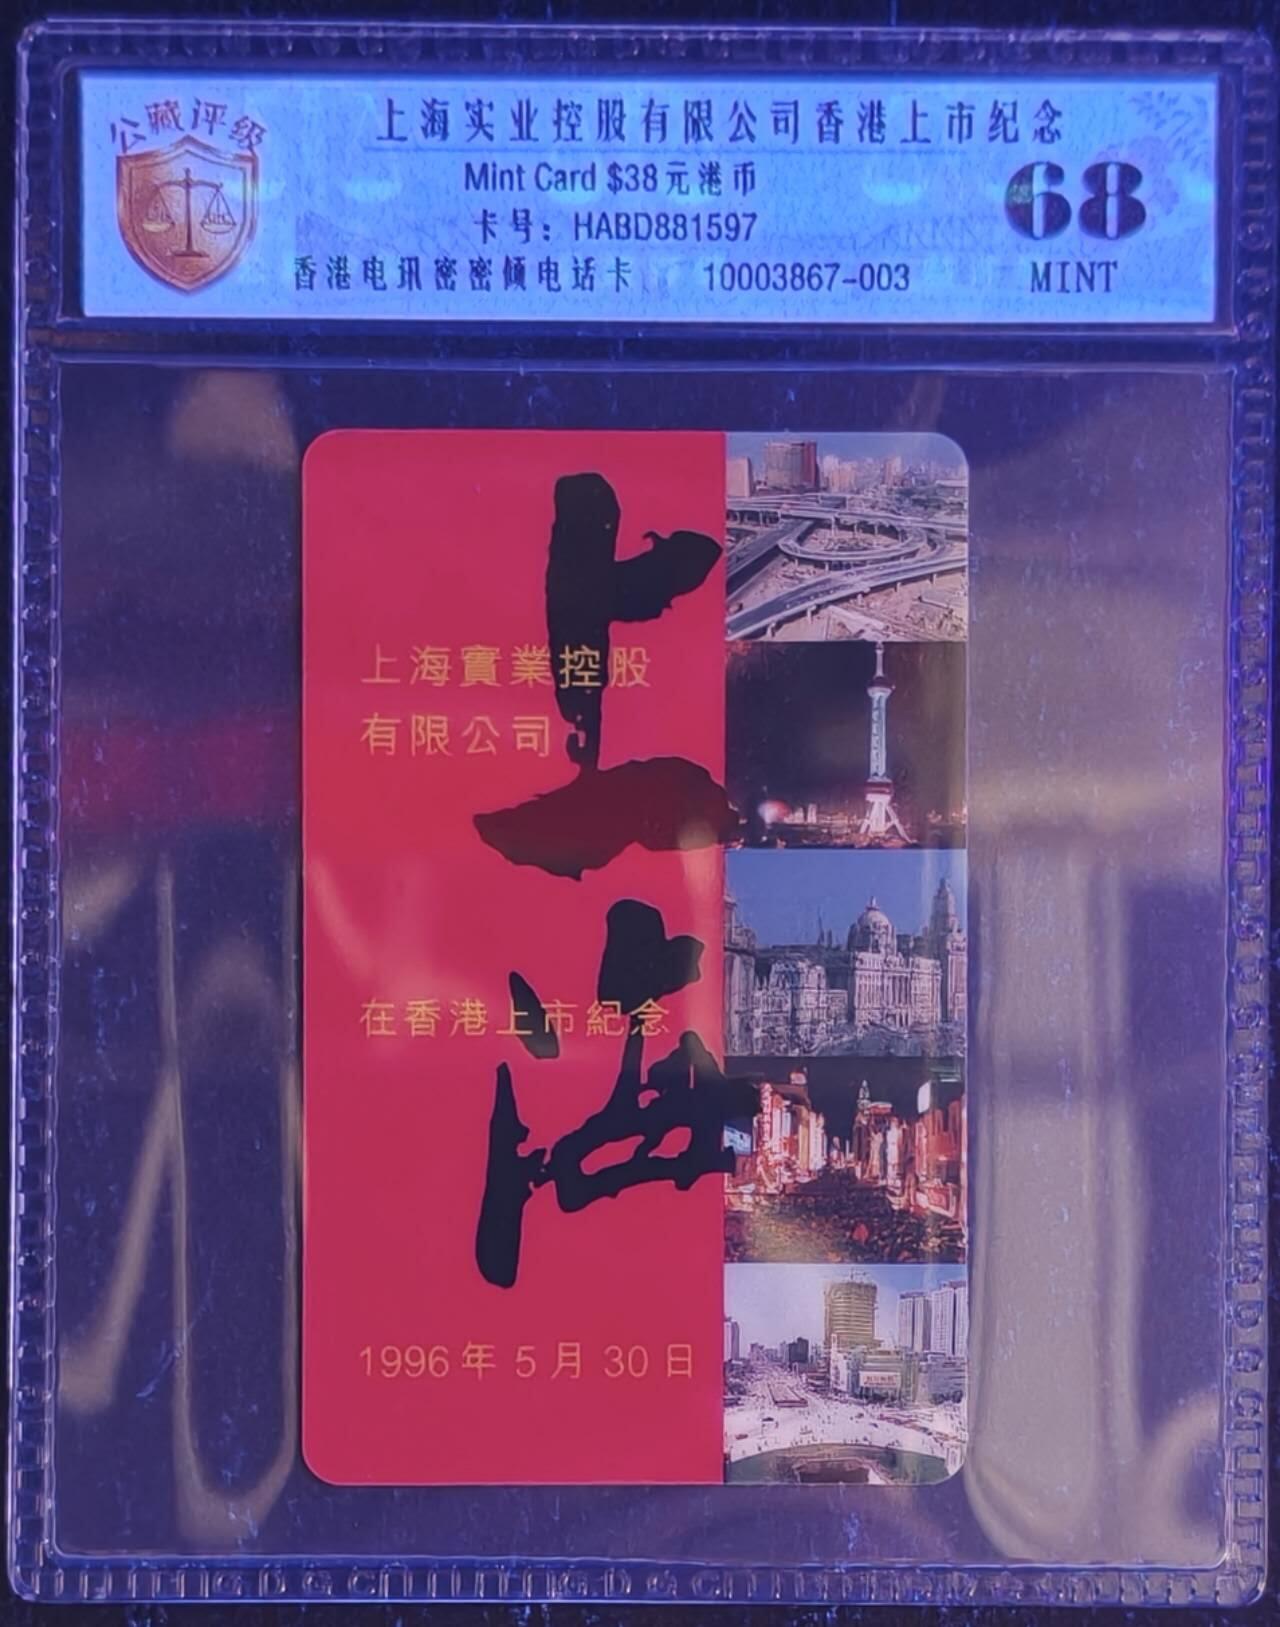 公藏评级
上海实业控股有限公司香港上市纪念
Mint Card $38元港币
卡号：HABD881597
香港电讯密密倾电话卡 10003867-003
68
MINT
上海
上海實業控股
有限公司
在香港上市紀念
1996年5月30日